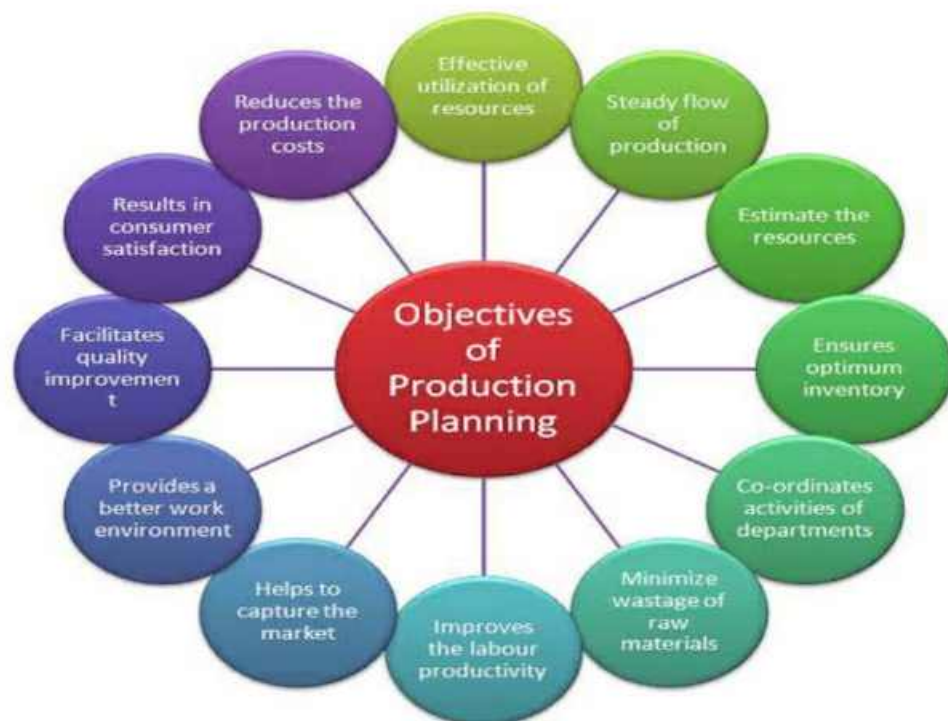 Objectives
of
Production
Planning
Effective
utilization of
resources
Steady flow
of
production
Estimate the
resources
Ensures
optimum
inventory
Co-ordinates
activities of
departments
Minimize
wastage of
raw
materials
Improves
the labour
productivity
Helps to
capture the
market
Provides a
better work
environment
Facilitates
quality
improvemen
t
Results in
consumer
satisfaction
Reduces the
production
costs